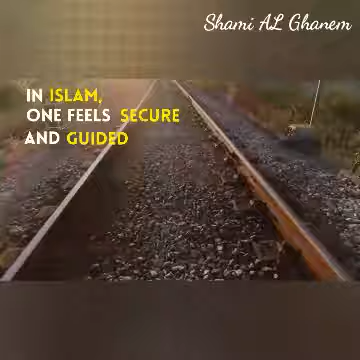 Shami AL Ghanem
IN ISLAM,
ONE FEELS SECURE
AND GUIDED